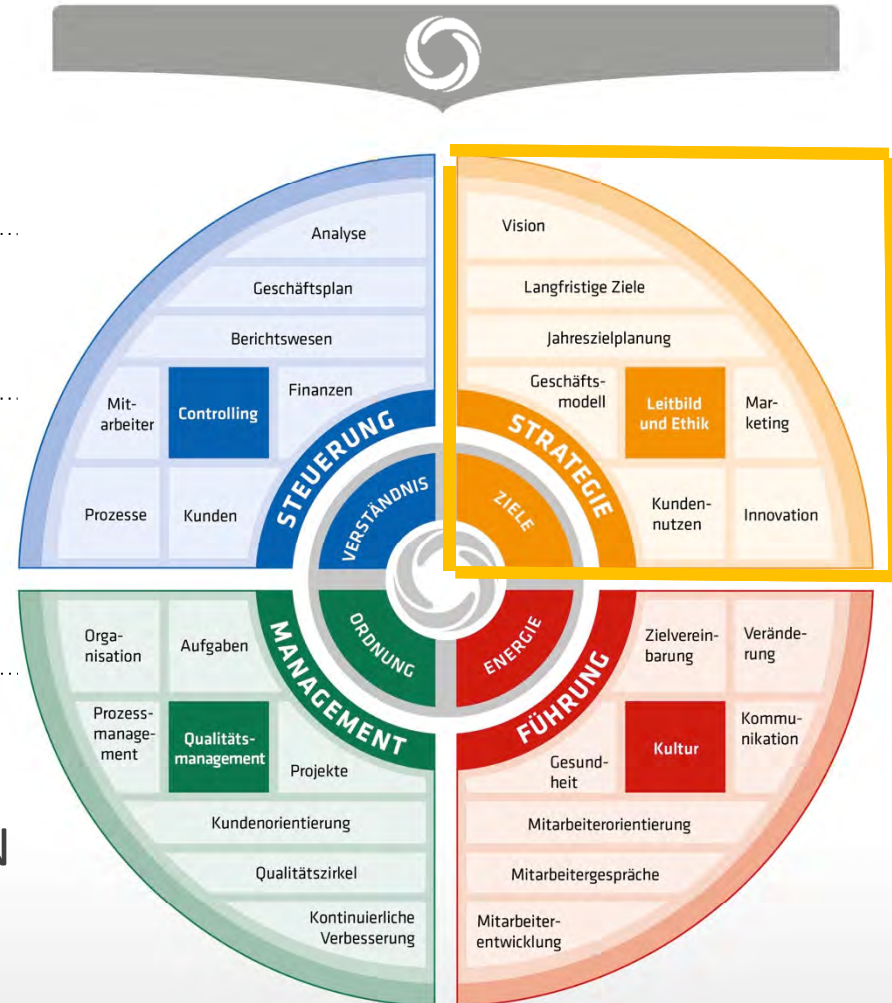 Analyse
Geschäftsplan
Berichtswesen
Mit-
arbeiter
Controlling
Finanzen
Prozesse
Kunden
STEUERUNG
VERSTÄNDNIS
Vision
Langfristige Ziele
Jahreszielplanung
Geschäfts-
modell
Leitbild
und Ethik
Mar-
keting
Kunden-
nutzen
Innovation
STRATEGIE
ZIELE
Orga-
nisation
Aufgaben
Prozess-
manage-
ment
Qualitäts-
management
Projekte
Kundenorientierung
Qualitätszirkel
Kontinuierliche
Verbesserung
MANAGEMENT
ORDNUNG
Zielverein-
barung
Verände-
rung
Kommu-
nikation
Kultur
Gesund-
heit
Mitarbeiterorientierung
Mitarbeitergespräche
Mitarbeiter-
entwicklung
FÜHRUNG
ENERGIE
N